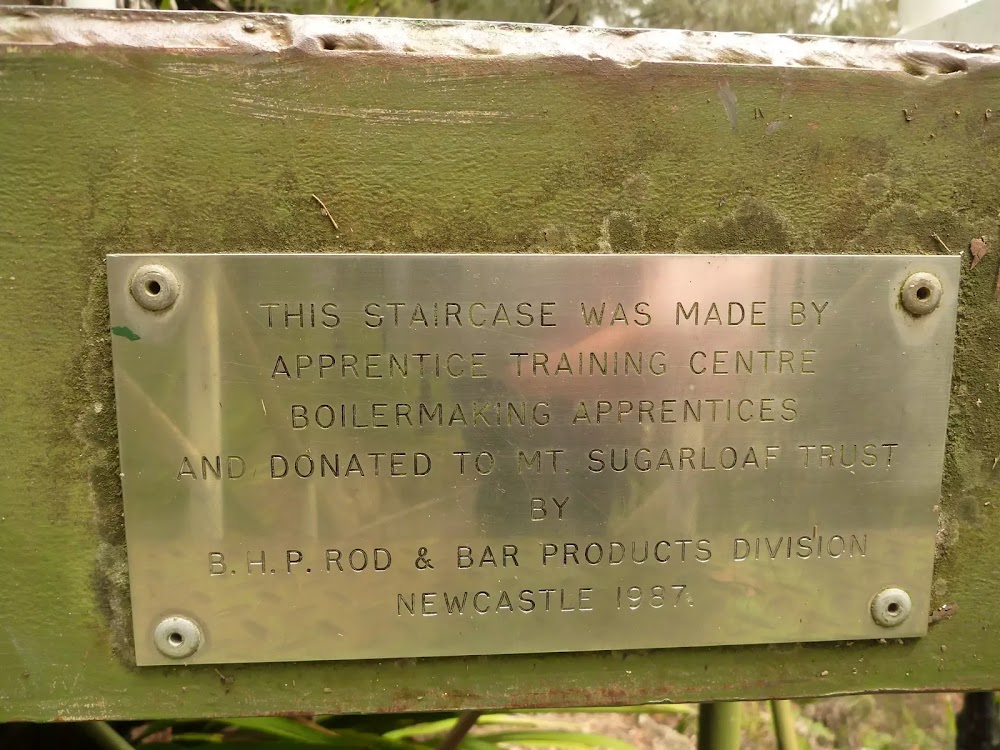 THIS STAIRCASE WAS MADE BY
APPRENTICE TRAINING CENTRE
BOILERMAKING APPRENTICES
AND DONATED TO MT. SUGARLOAF TRUST
BY
B.H.P. ROD & BAR PRODUCTS DIVISION
NEWCASTLE 1987.